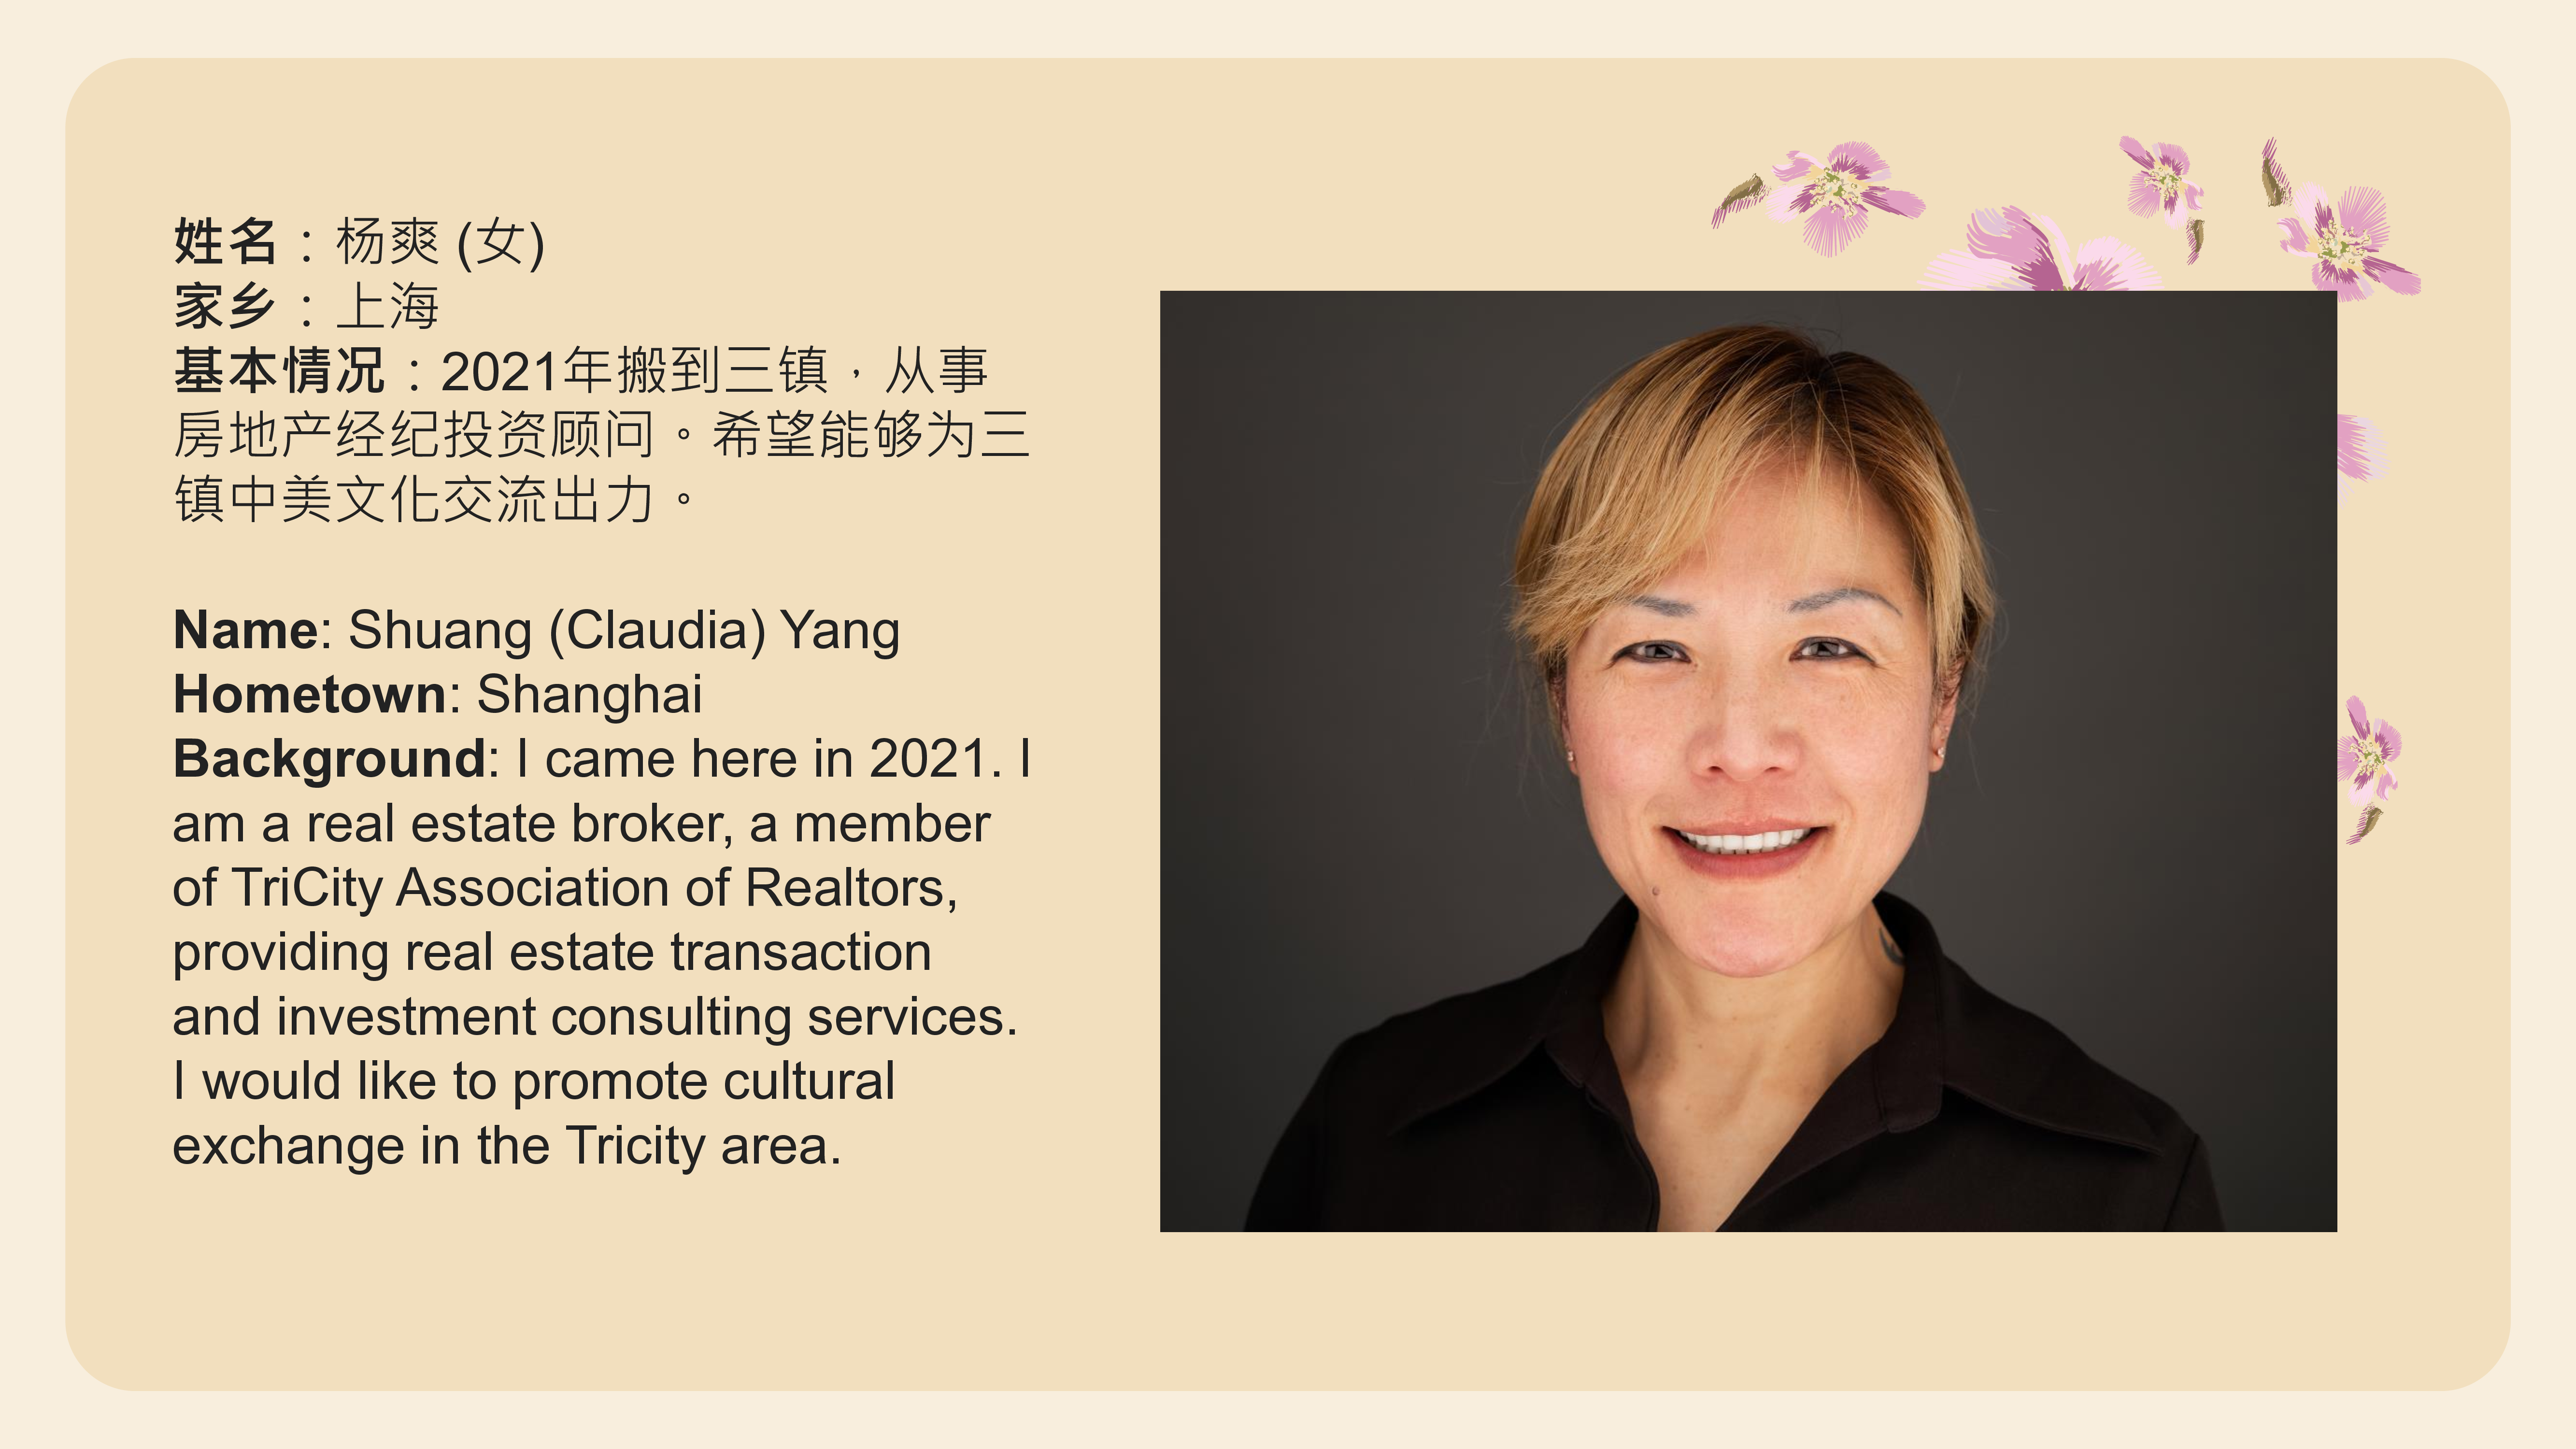 姓名：杨爽 (女)
家乡：上海
基本情况：2021年搬到三镇，从事
房地产经纪投资顾问。希望能够为三
镇中美文化交流出力。
Name: Shuang (Claudia) Yang
Hometown: Shanghai
Background: I came here in 2021. I
am a real estate broker, a member
of TriCity Association of Realtors,
providing real estate transaction
and investment consulting services.
I would like to promote cultural
exchange in the Tricity area.